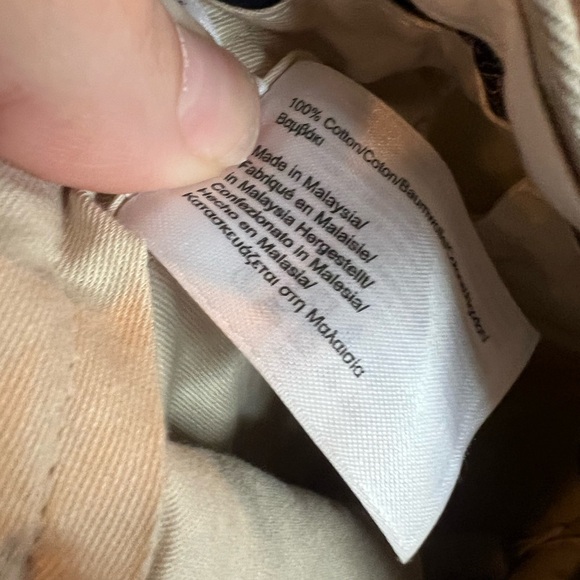 100% Cotton/Coton/Baumwolle/
Βαμβάκι
Made in Malaysia/
Fabriqué en Malaisie/
in Malaysia Hergestellt/
Confezionato in Malesia/
Hecho en Malasia/
Κατασκευάζεται στη Μαλαισία